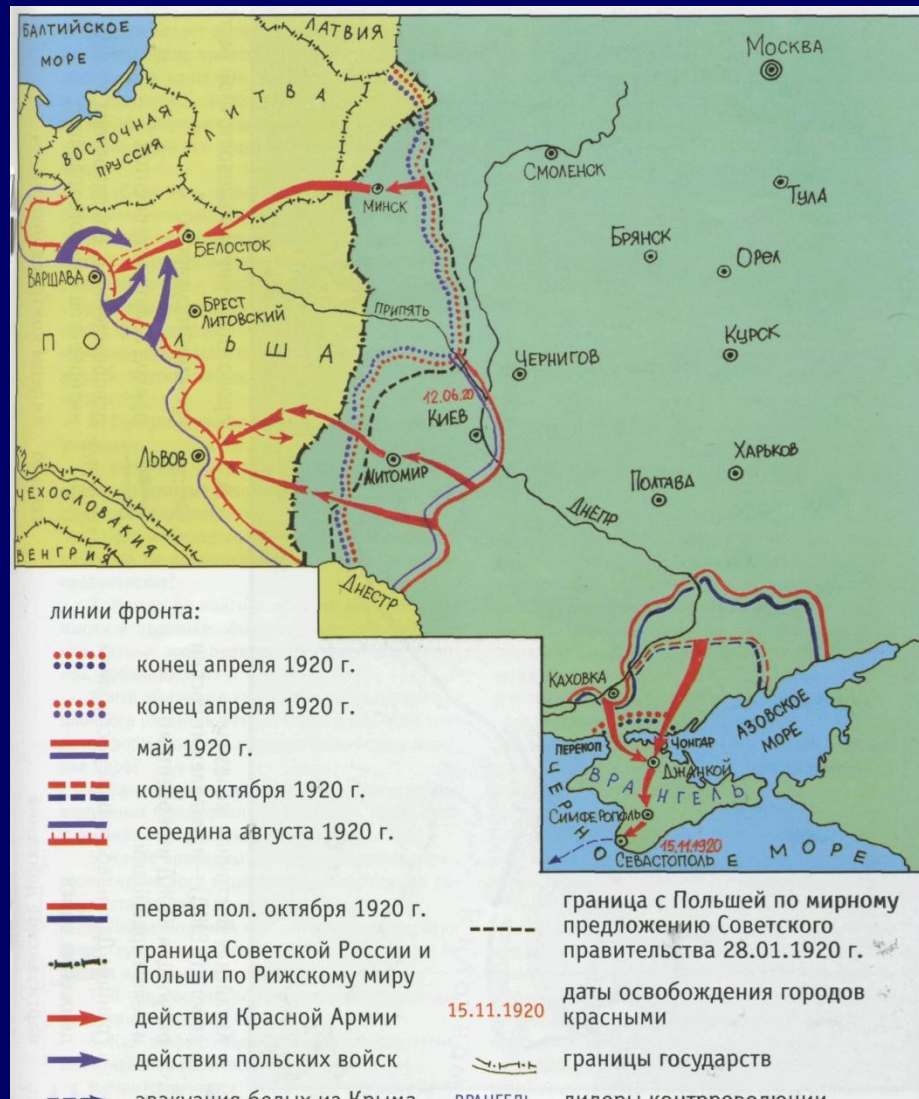 БАЛТИЙСКОЕ
МОРЕ
ЛАТВИЯ
ЛИТВА
ВОСТОЧНАЯ
ПРУССИЯ
МОСКВА
СМОЛЕНСК
ТУЛА
МИНСК
БРЯНСК
ОРЕЛ
БЕЛОСТОК
ВАРШАВА
БРЕСТ
ЛИТОВСКИЙ
ПРИПЯТЬ
ПОЛЬША
ЧЕРНИГОВ
КУРСК
12.06.20
КИЕВ
ЛЬВОВ
ЖИТОМИР
ХАРЬКОВ
ПОЛТАВА
ЧЕХОСЛОВАКИЯ
ВЕНГРИЯ
ДНЕПР
ДНЕСТР
КАХОВКА
АЗОВСКОЕ
МОРЕ
ПЕРЕКОП
ЧОНГАР
ДЖАНКОЙ
ВРАНГЕЛЬ
СИМФЕРОПОЛЬ
15.11.1920
СЕВАСТОПОЛЬ
ЧЕРНОЕ МОРЕ
линии фронта:
конец апреля 1920 г.
конец апреля 1920 г.
май 1920 г.
конец октября 1920 г.
середина августа 1920 г.
первая пол. октября 1920 г.
граница Советской России и
Польши по Рижскому миру
действия Красной Армии
действия польских войск
эвакуация белых из Крыма
граница с Польшей по мирному
предложению Советского
правительства 28.01.1920 г.
15.11.1920
даты освобождения городов
красными
границы государств
ВРАНГЕЛЬ
лидеры контрреволюции